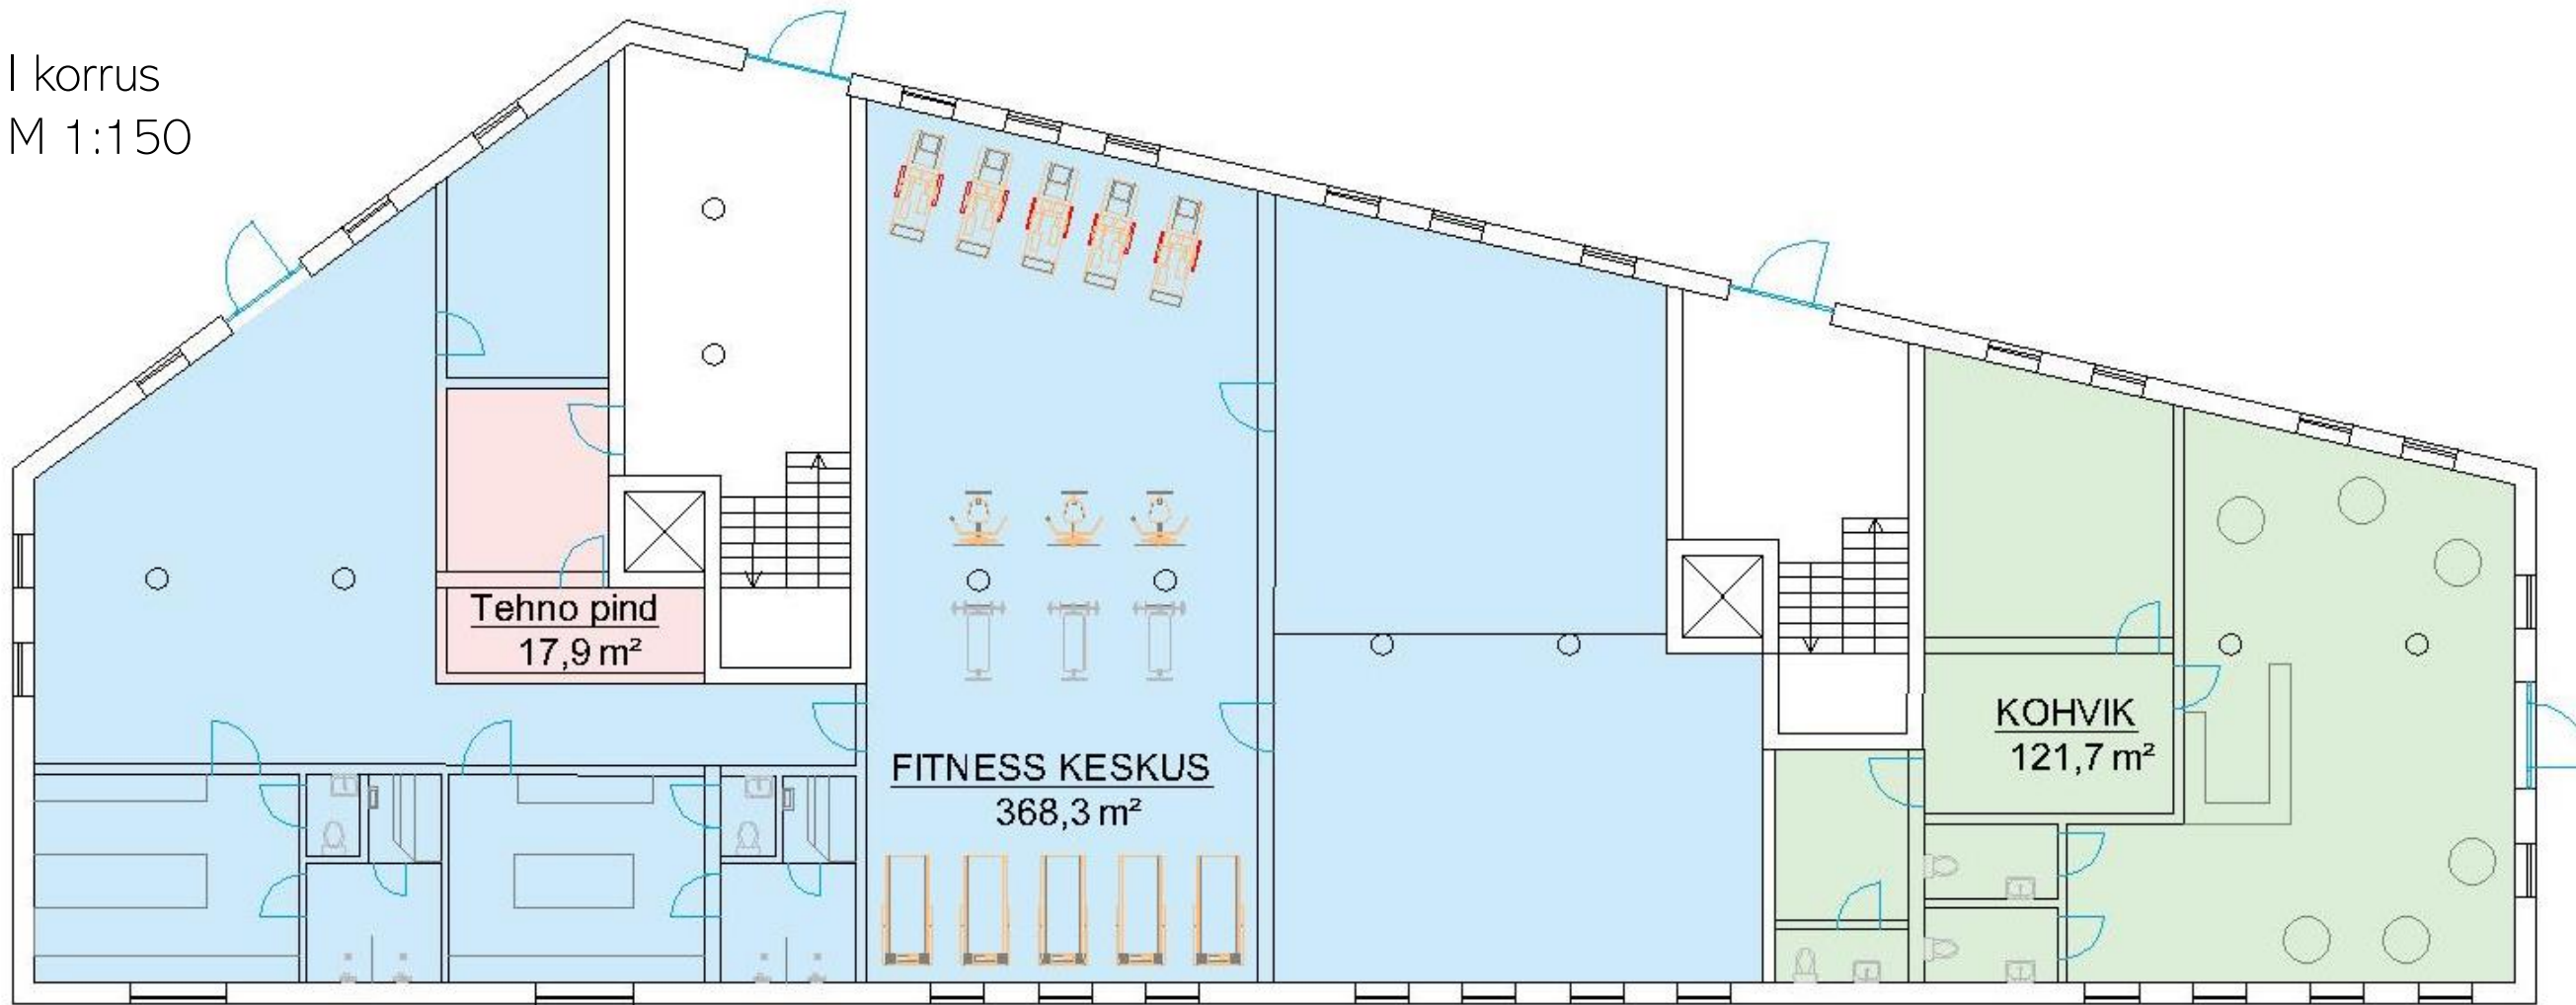 I korrus
M 1:150
Tehno pind
17,9 m²
FITNESS KESKUS
368,3 m²
KOHVIK
121,7 m²